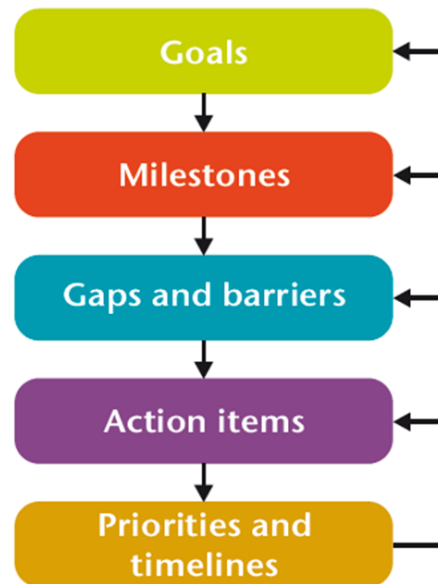 Goals
Milestones
Gaps and barriers
Action items
Priorities and
timelines